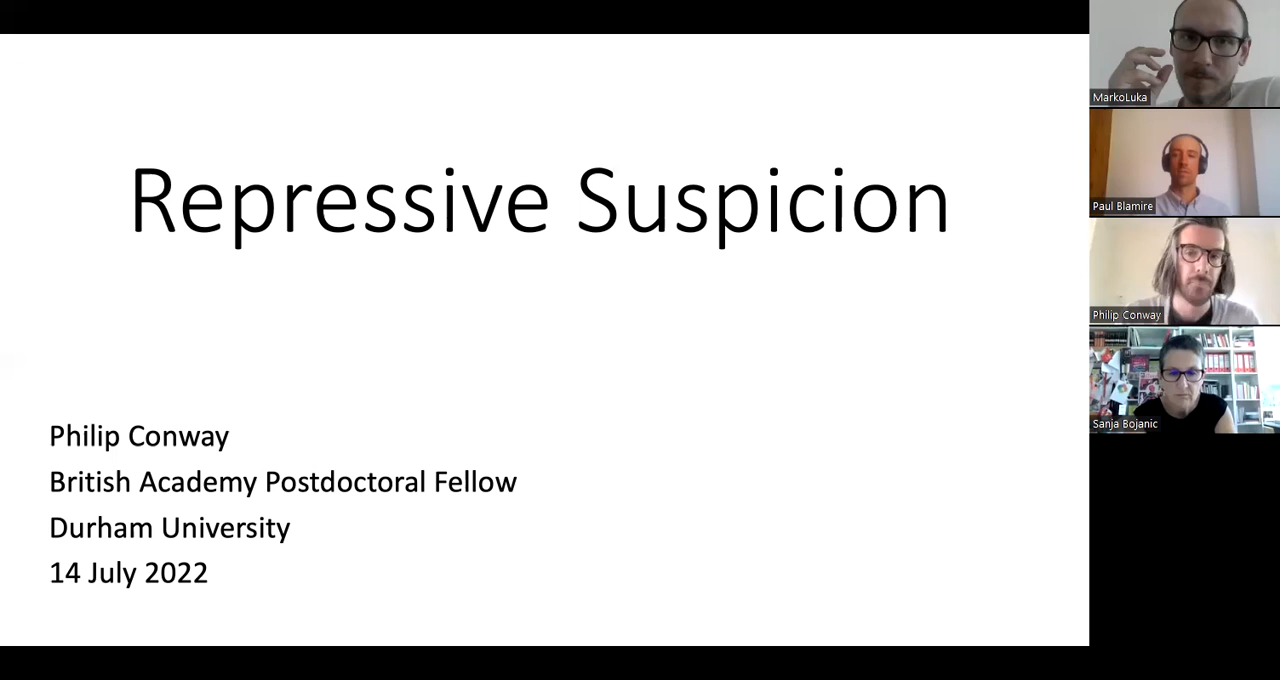 Repressive Suspicion
Philip Conway
British Academy Postdoctoral Fellow
Durham University
14 July 2022
MarkoLuka
Paul Blamire
Philip Conway
Sanja Bojanic